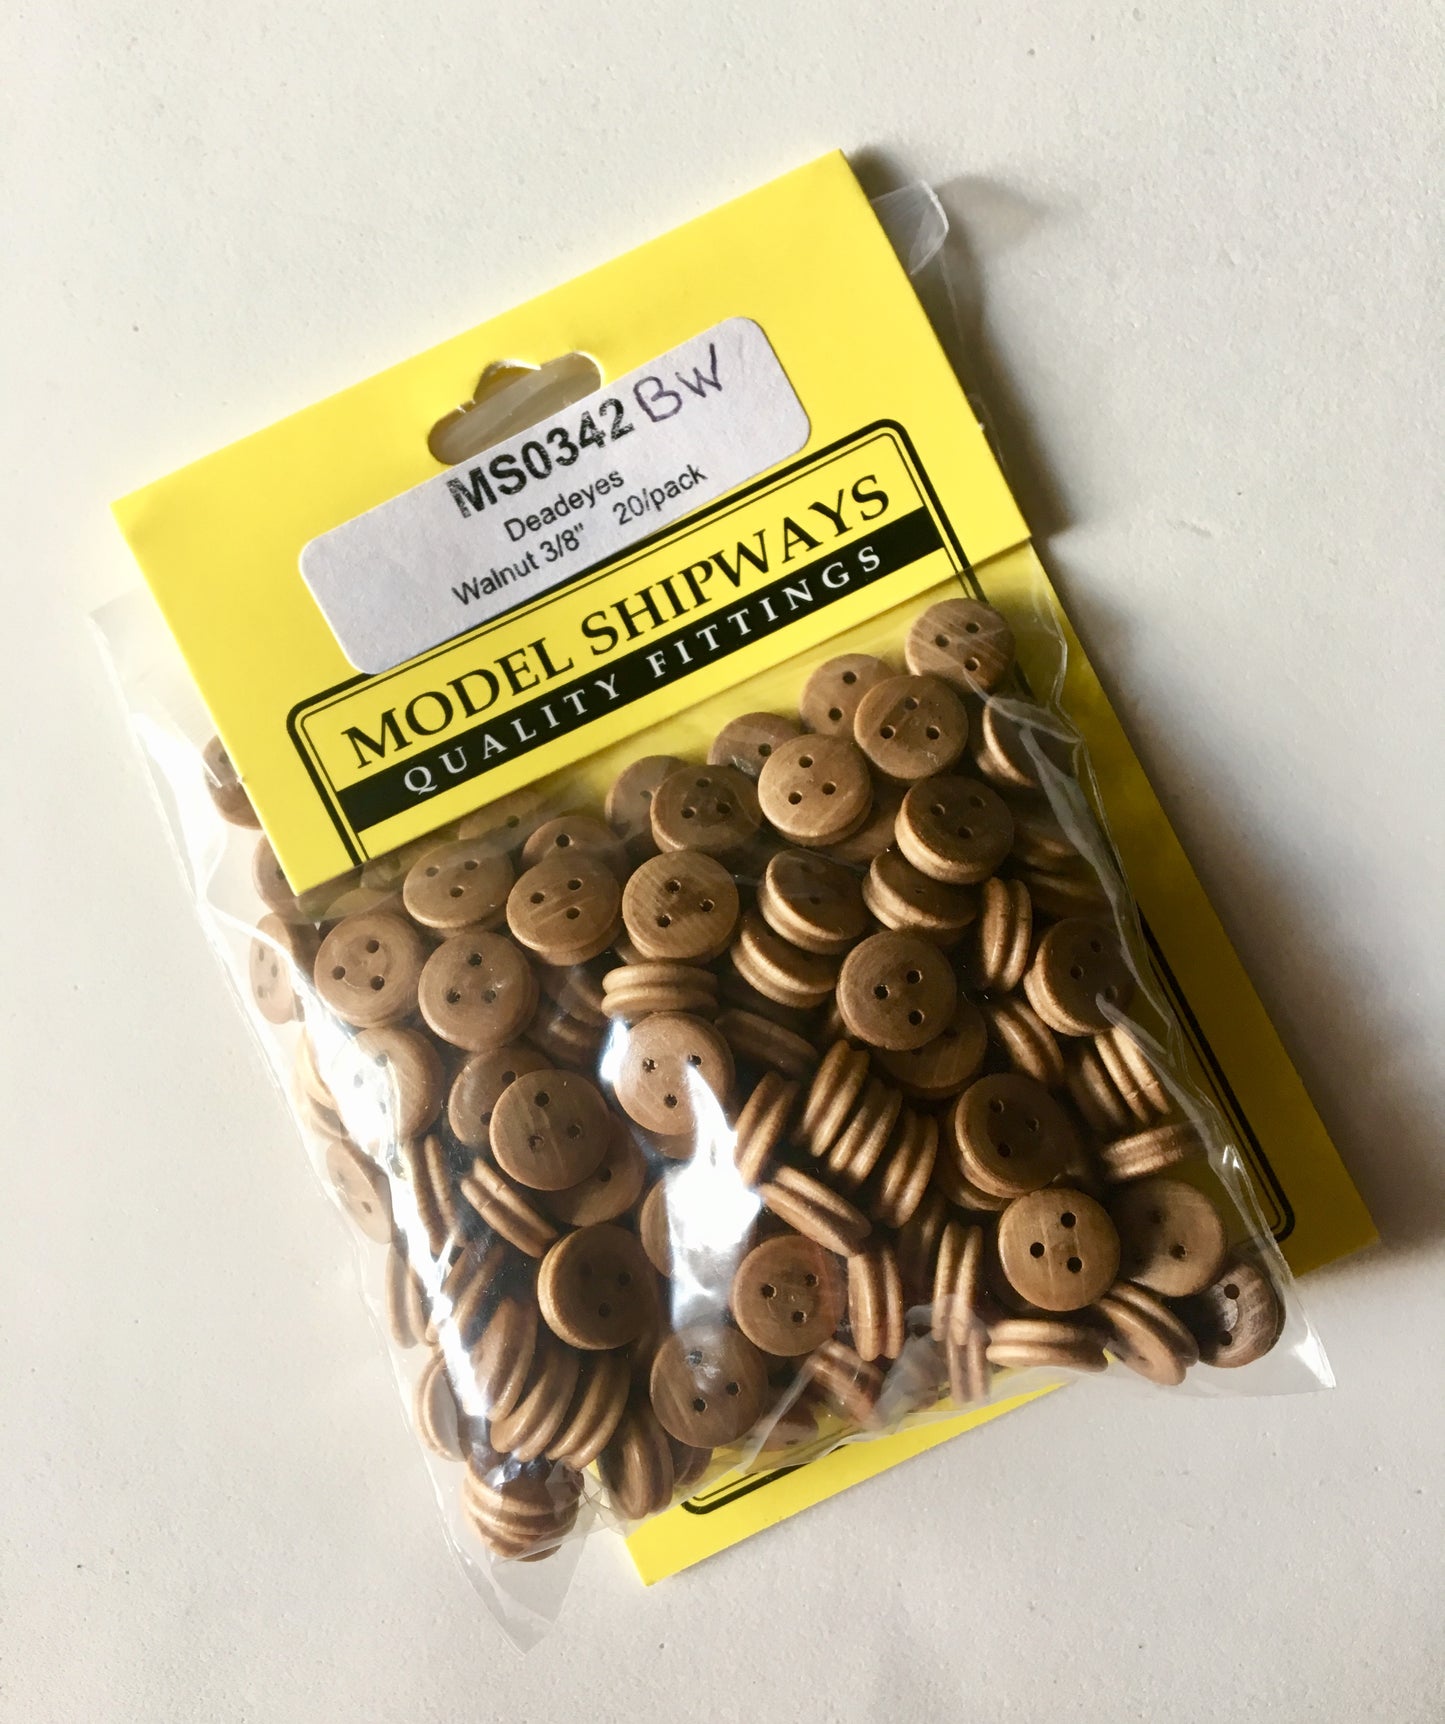 MS0342 BW
Deadeyes
Walnut 3/8" 20/pack
MODEL SHIPWAYS
QUALITY FITTINGS